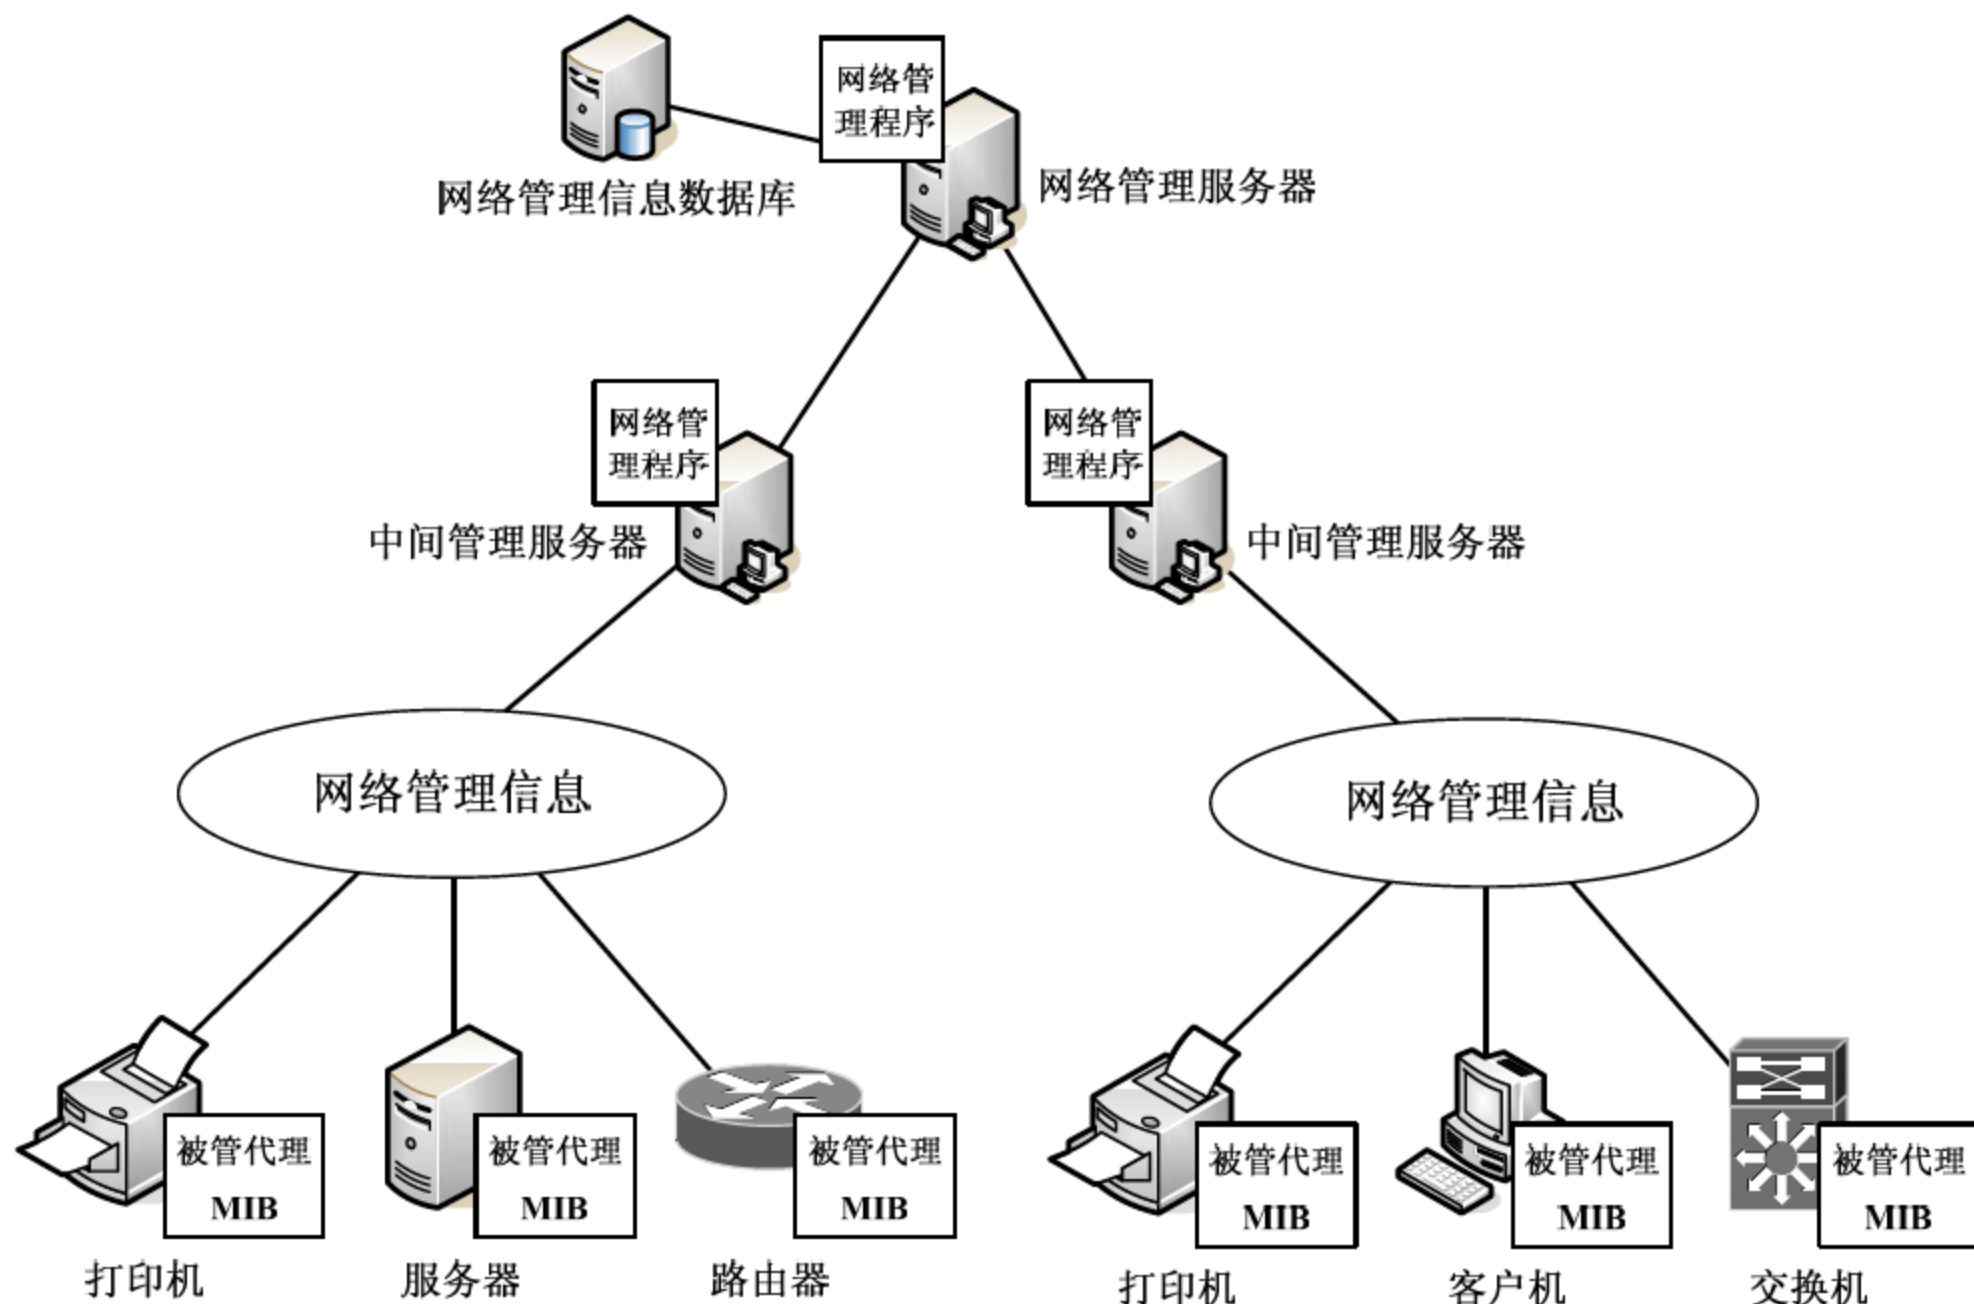 网络管
理程序
网络管理信息数据库
网络管理服务器
网络管
理程序
中间管理服务器
网络管
理程序
中间管理服务器
网络管理信息
网络管理信息
被管代理
MIB
打印机
被管代理
MIB
服务器
被管代理
MIB
路由器
被管代理
MIB
打印机
被管代理
MIB
客户机
被管代理
MIB
交换机